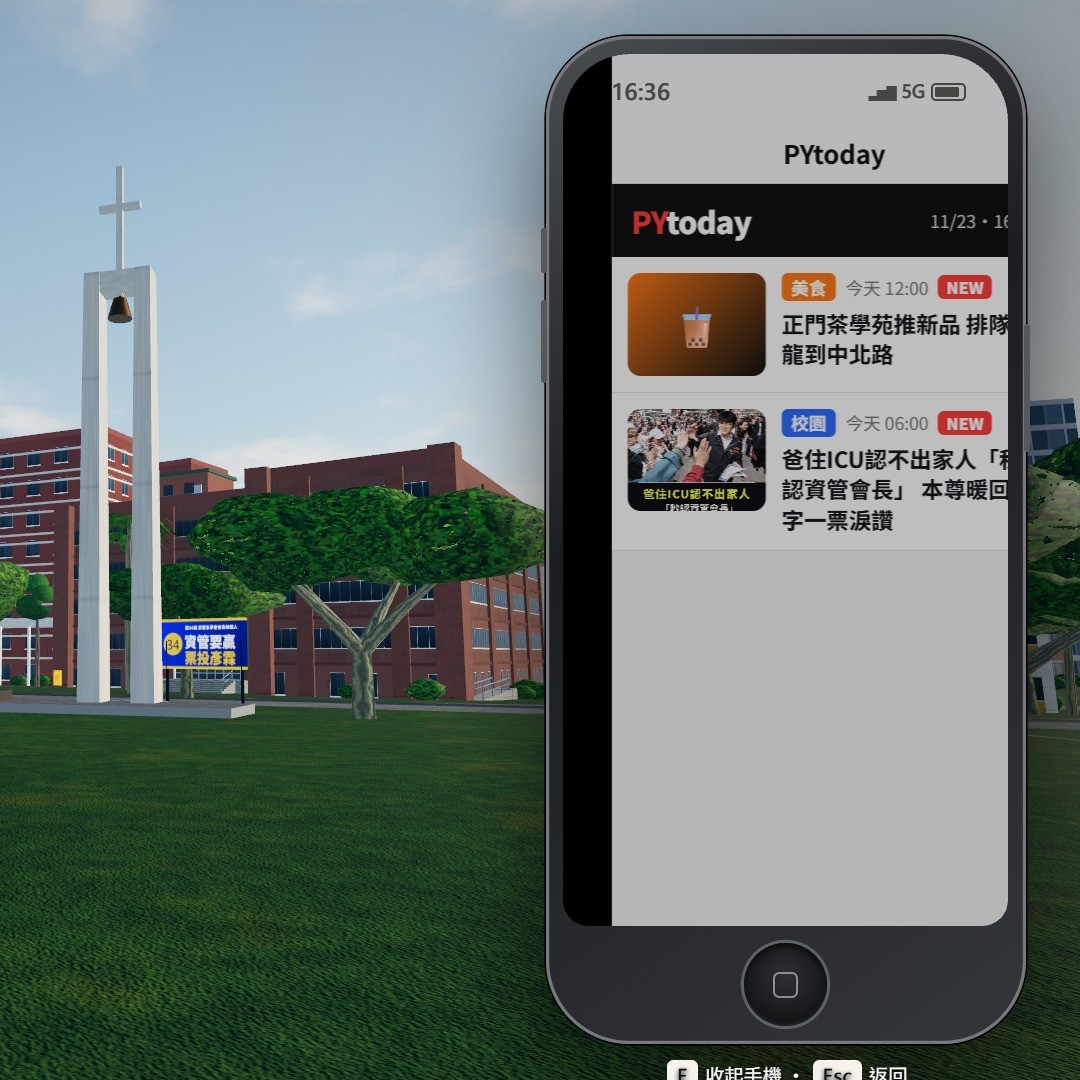 16:36
5G
PYtoday
PYtoday
11/23・16
美食 今天 12:00 NEW
正門茶學苑推新品 排隊
龍到中北路
校園 今天 06:00 NEW
爸住ICU認不出家人「秒
認資管會長」 本尊暖回
字一票淚讚
爸住ICU認不出家人
「秒認資管會長」
34
資管要贏
票投彥霖
F 收起手機 · Esc 返回